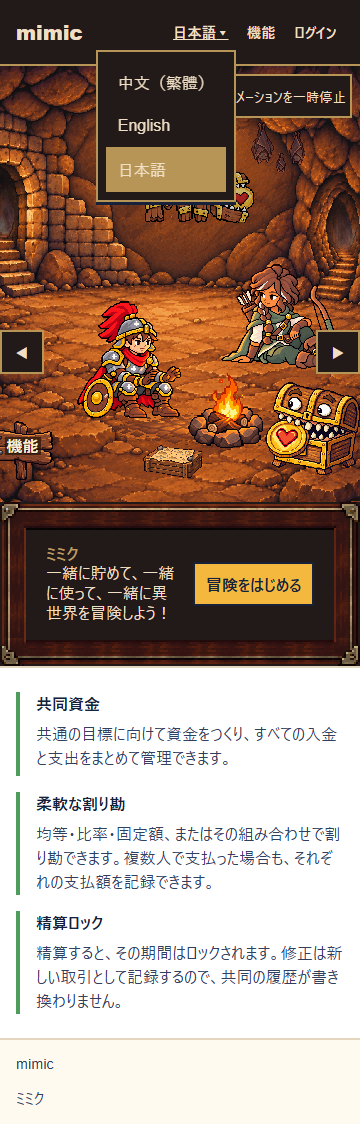 mimic
日本語▼ 機能 ログイン
中文（繁體）
English
日本語
メーションを一時停止
◀
▶
機能
ミミク
一緒に貯めて、一緒
に使って、一緒に異
世界を冒険しよう！
冒険をはじめる
共同資金
共通の目標に向けて資金をつくり、すべての入金
と支出をまとめて管理できます。
柔軟な割り勘
均等・比率・固定額、またはその組み合わせで割
り勘できます。複数人で支払った場合も、それぞ
れの支払額を記録できます。
精算ロック
精算すると、その期間はロックされます。修正は新
しい取引として記録するので、共同の履歴が書き
換わりません。
mimic
ミミク